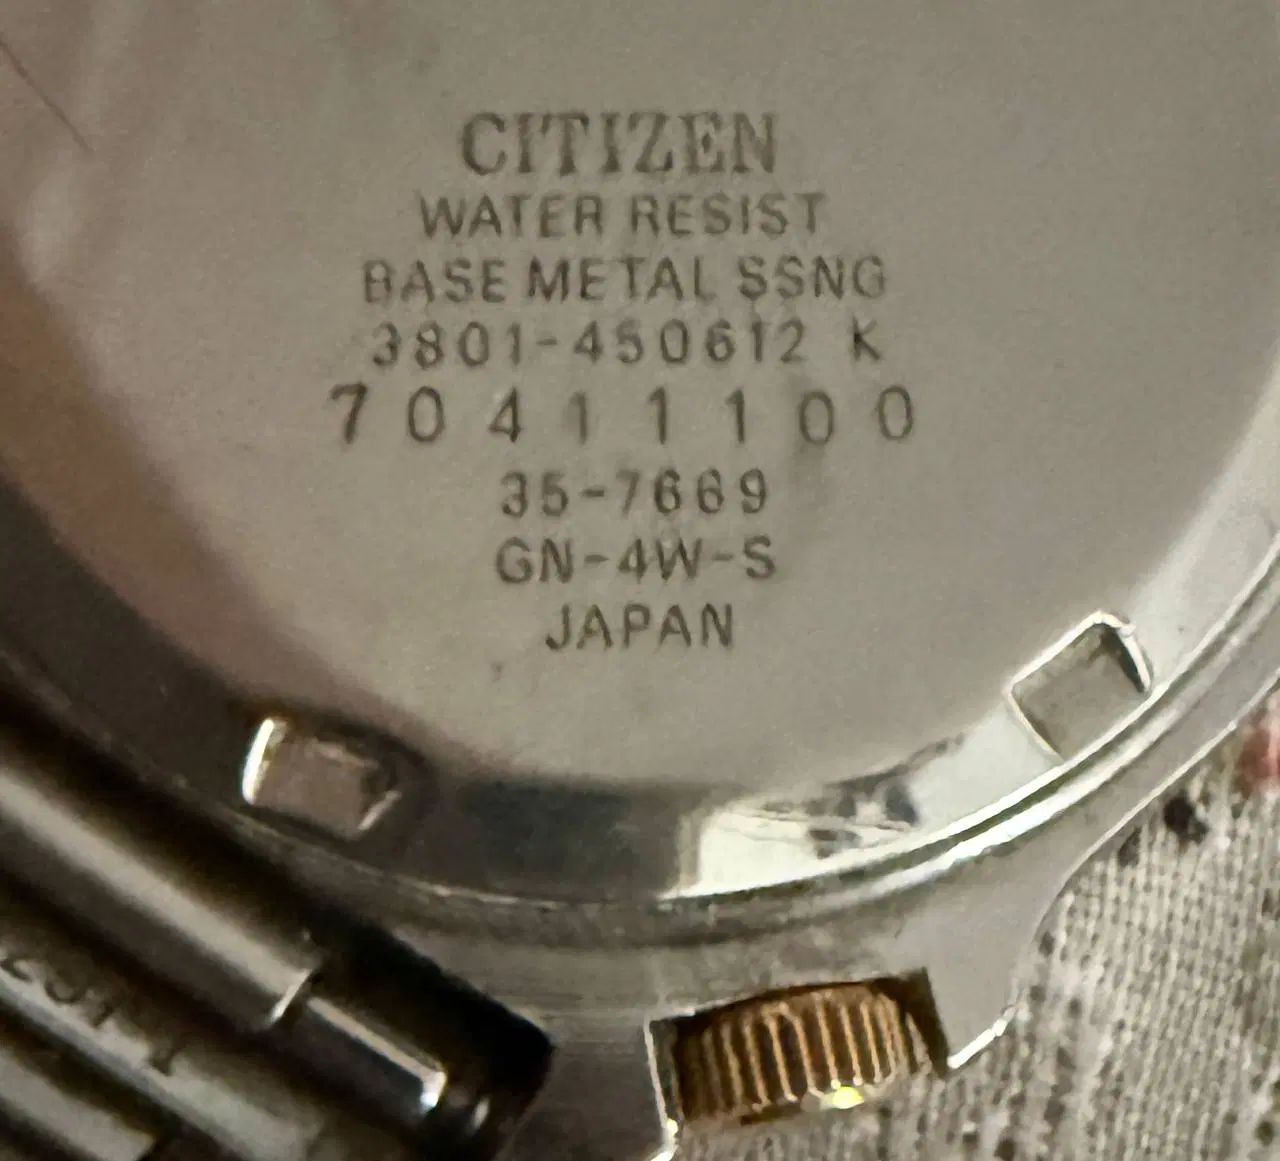 CITIZEN
WATER RESIST
BASE METAL SSNG
3801-450612 K
70411100
35-7669
GN-4W-S
JAPAN